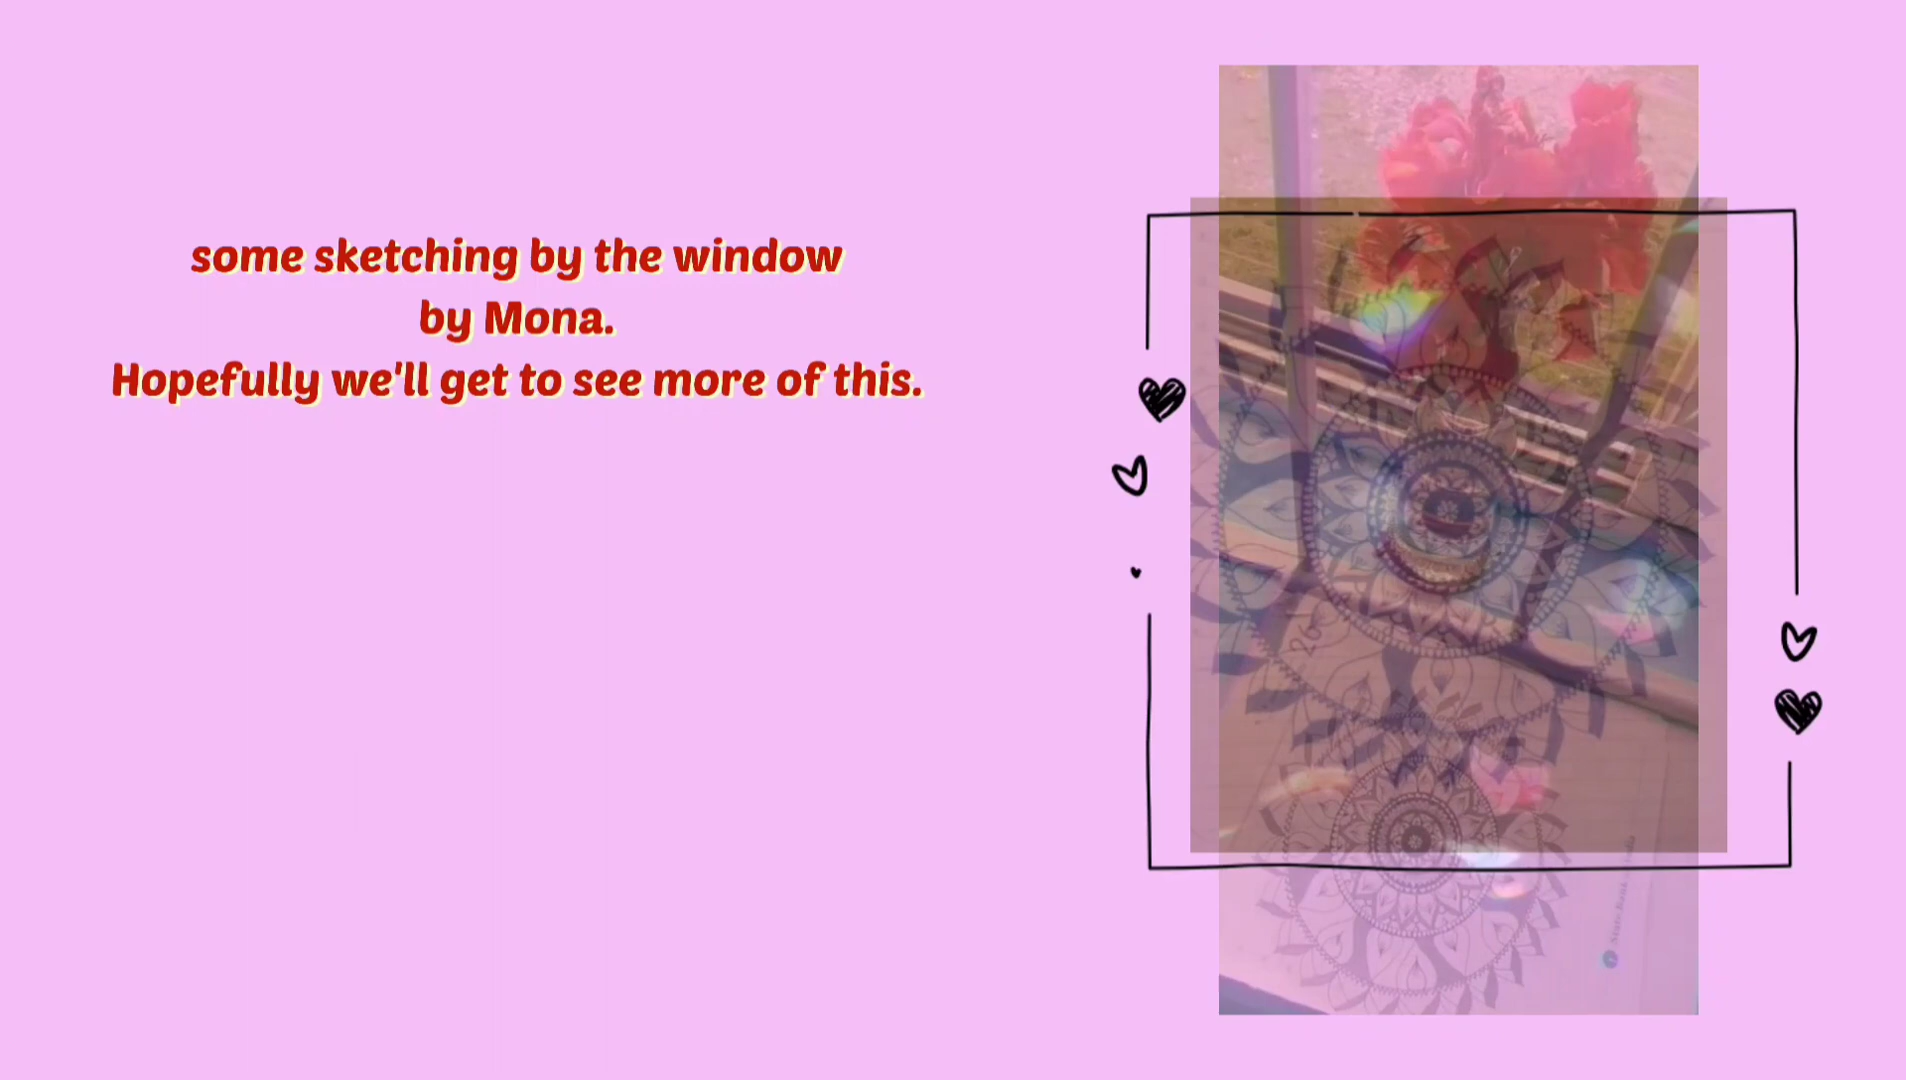 some sketching by the window
by Mona.
Hopefully we'll get to see more of this.